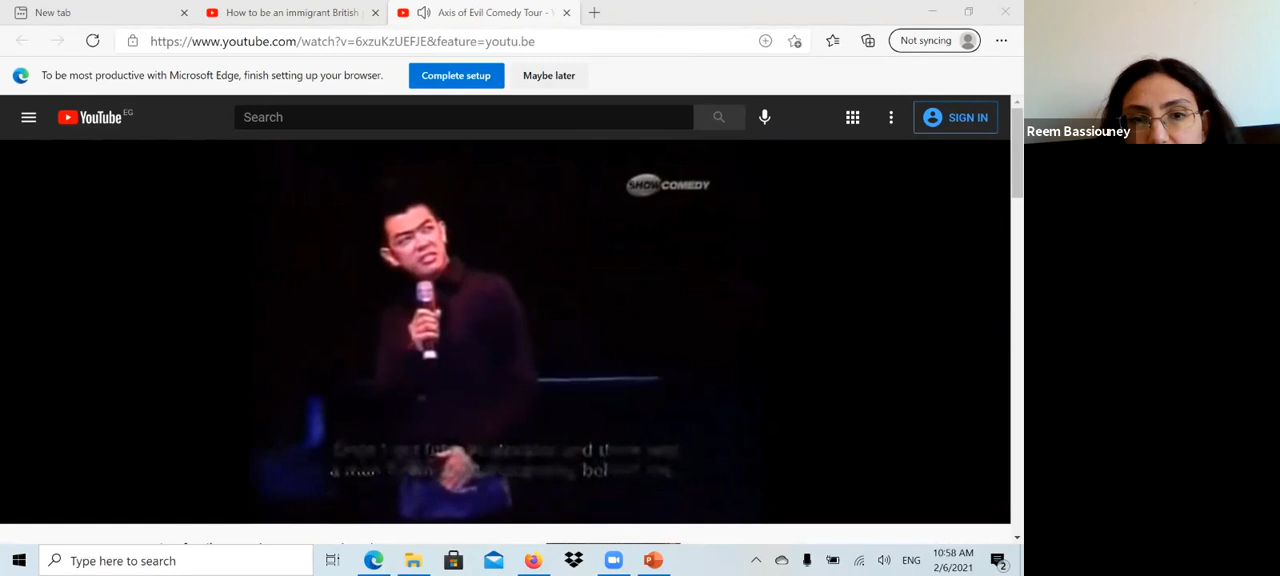 New tab
How to be an immigrant British
Axis of Evil Comedy Tour -
https://www.youtube.com/watch?v=6xzuKzUEFJE&feature=youtu.be
Not syncing
To be most productive with Microsoft Edge, finish setting up your browser.
Complete setup
Maybe later
YouTube EG
Search
SIGN IN
SHOW COMEDY
Reem Bassiouney
Type here to search
ENG
10:58 AM
2/6/2021
2